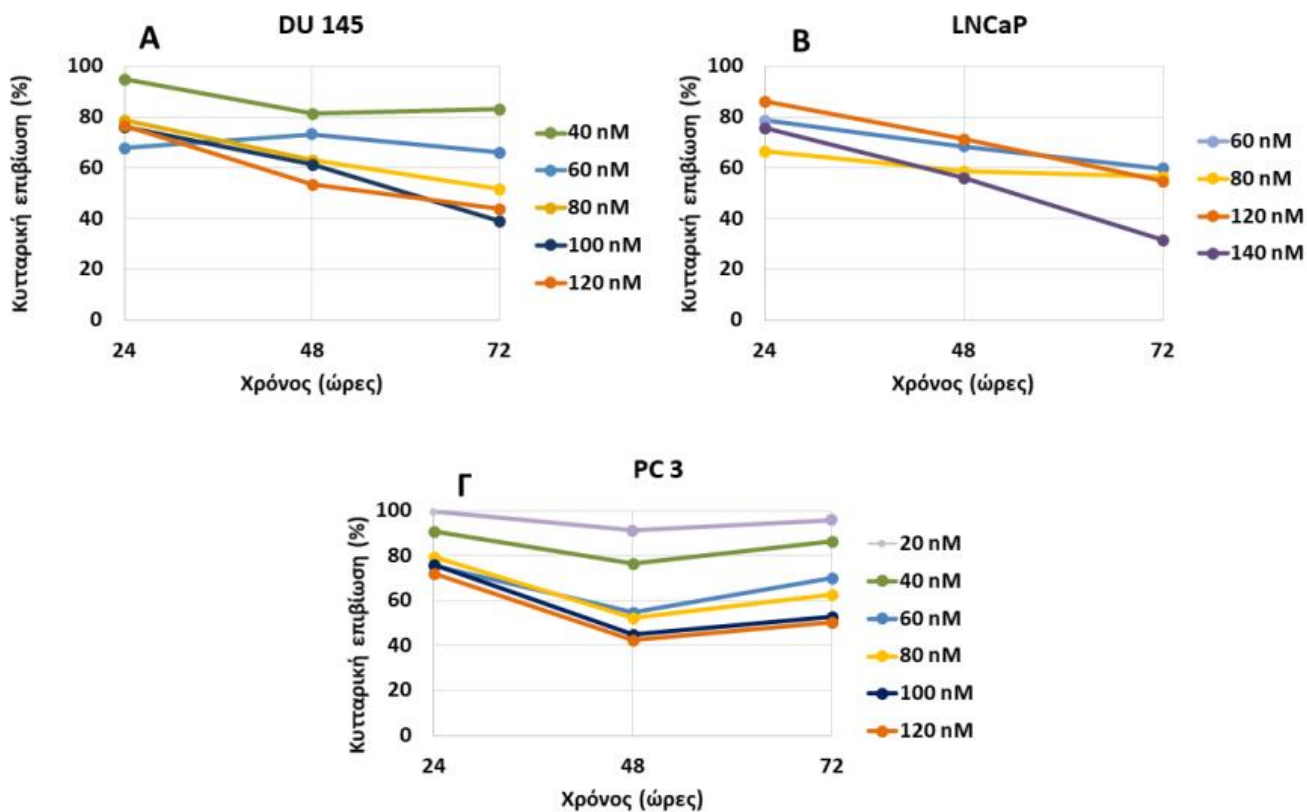 Α
DU 145
Κυτταρική επιβίωση (%)
100
80
60
40
20
0
24
48
72
Χρόνος (ώρες)
40 nM
60 nM
80 nM
100 nM
120 nM
Β
LNCaP
Κυτταρική επιβίωση (%)
100
80
60
40
20
0
24
48
72
Χρόνος (ώρες)
60 nM
80 nM
120 nM
140 nM
Γ
PC 3
Κυτταρική επιβίωση (%)
100
80
60
40
20
0
24
48
72
Χρόνος (ώρες)
20 nM
40 nM
60 nM
80 nM
100 nM
120 nM